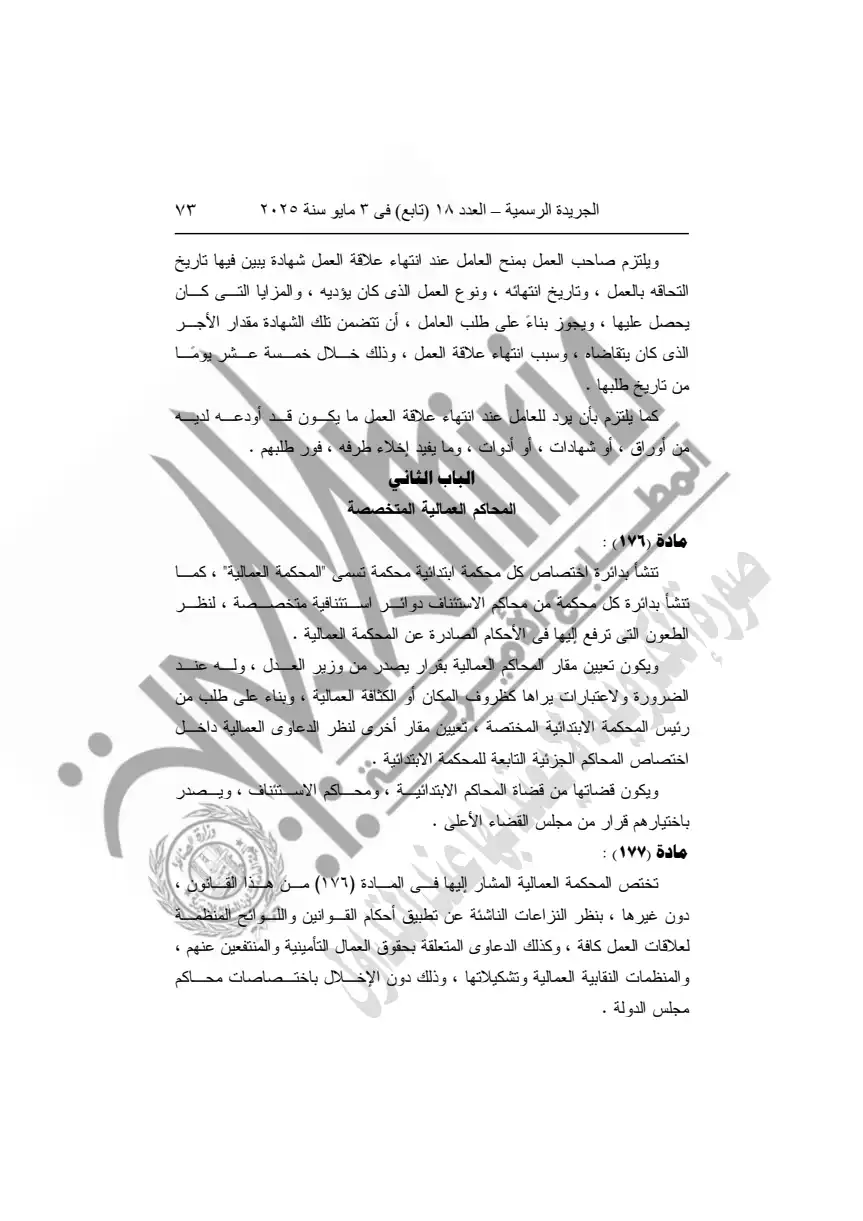 الجريدة الرسمية – العدد ١٨ (تابع) فى ٣ مايو سنة ٢٠٢٥ ٧٣
ويلتزم صاحب العمل بمنح العامل عند انتهاء علاقة العمل شهادة يبين فيها تاريخ
التحاقه بالعمل ، وتاريخ انتهائه ، ونوع العمل الذى كان يؤديه ، والمزايا التى كان
يحصل عليها ، ويجوز بناءً على طلب العامل ، أن تتضمن تلك الشهادة مقدار الأجر
الذى كان يتقاضاه ، وسبب انتهاء علاقة العمل ، وذلك خلال خمسة عشر يومًا
من تاريخ طلبها .
كما يلتزم بأن يرد للعامل عند انتهاء علاقة العمل ما يكون قد أودعه لديه
من أوراق ، أو شهادات ، أو أدوات ، وما يفيد إخلاء طرفه ، فور طلبهم .
الباب الثاني
المحاكم العمالية المتخصصة
مادة (١٧٦) :
تنشأ بدائرة اختصاص كل محكمة ابتدائية محكمة تسمى "المحكمة العمالية" ، كما
تنشأ بدائرة كل محكمة من محاكم الاستئناف دوائر استئنافية متخصصة ، لنظر
الطعون التى ترفع إليها فى الأحكام الصادرة عن المحكمة العمالية .
ويكون تعيين مقار المحاكم العمالية بقرار يصدر من وزير العدل ، وله عند
الضرورة ولاعتبارات يراها كظروف المكان أو الكثافة العمالية ، وبناء على طلب من
رئيس المحكمة الابتدائية المختصة ، تعيين مقار أخرى لنظر الدعاوى العمالية داخل
اختصاص المحاكم الجزئية التابعة للمحكمة الابتدائية .
ويكون قضاتها من قضاة المحاكم الابتدائية ، ومحاكم الاستئناف ، ويصدر
باختيارهم قرار من مجلس القضاء الأعلى .
مادة (١٧٧) :
تختص المحكمة العمالية المشار إليها فى المادة (١٧٦) من هذا القانون ،
دون غيرها ، بنظر النزاعات الناشئة عن تطبيق أحكام القوانين واللوائح المنظمة
لعلاقات العمل كافة ، وكذلك الدعاوى المتعلقة بحقوق العمال التأمينية والمنتفعين عنهم ،
والمنظمات النقابية العمالية وتشكيلاتها ، وذلك دون الإخلال باختصاصات محاكم
مجلس الدولة .
صورة إلكترونية لا يعتد بها عند التداول
المطابع الأميرية